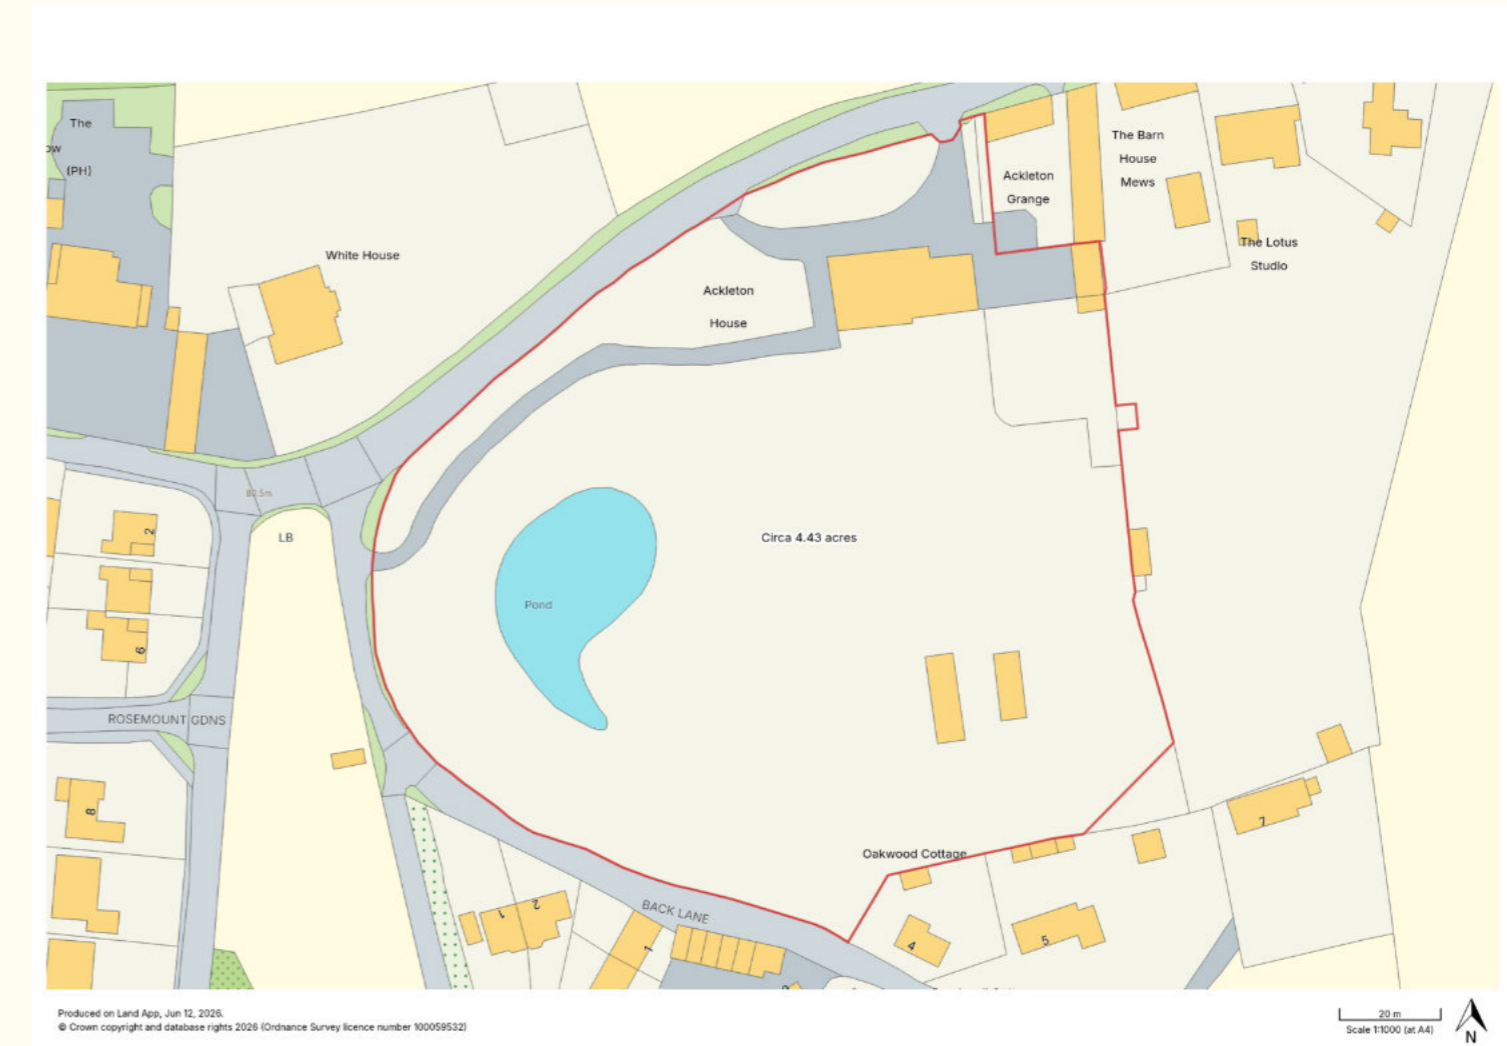 The
ow
(PH)
White House
Ackleton
Grange
The Barn
House
Mews
The Lotus
Studio
Ackleton
House
2
LB
Circa 4.43 acres
Pond
6
ROSEMOUNT GDNS
8
7
Oakwood Cottage
BACK LANE
1
2
1
4
5
Produced on Land App, Jun 12, 2026.
© Crown copyright and database rights 2026 (Ordnance Survey licence number 100059532)
20 m
Scale 1:1000 (at A4)
N